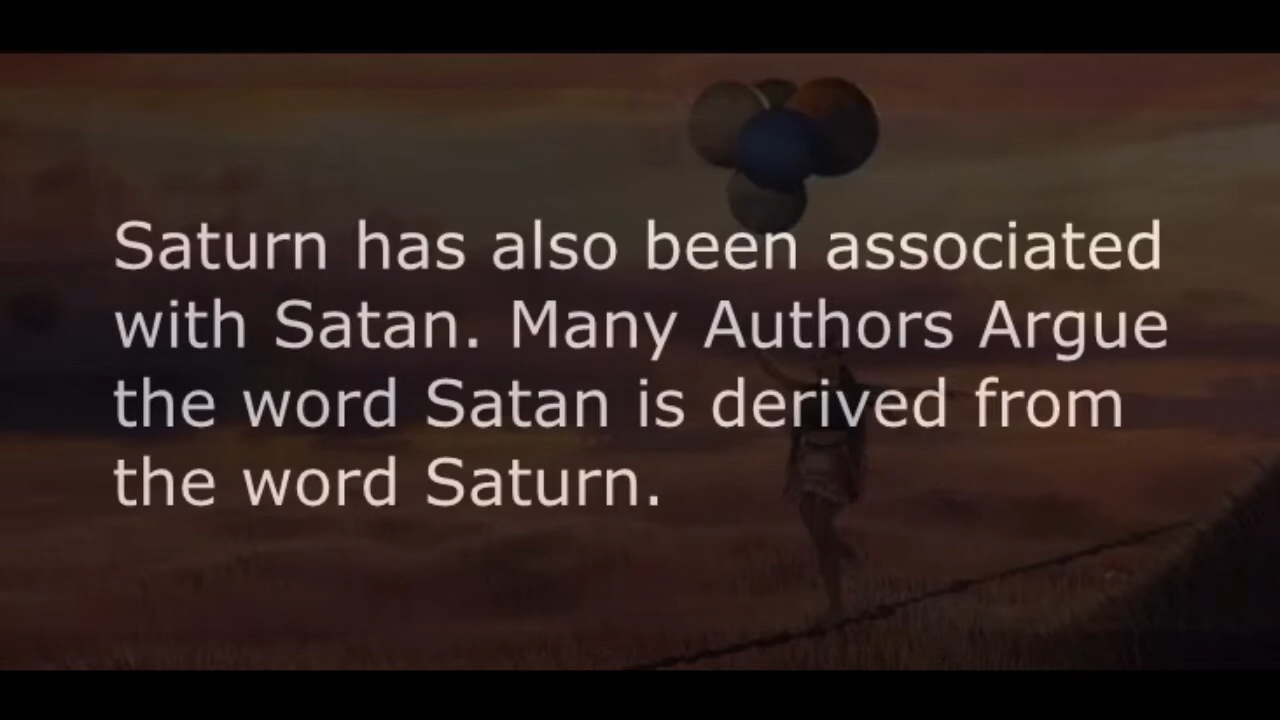 Saturn has also been associated
with Satan. Many Authors Argue
the word Satan is derived from
the word Saturn.